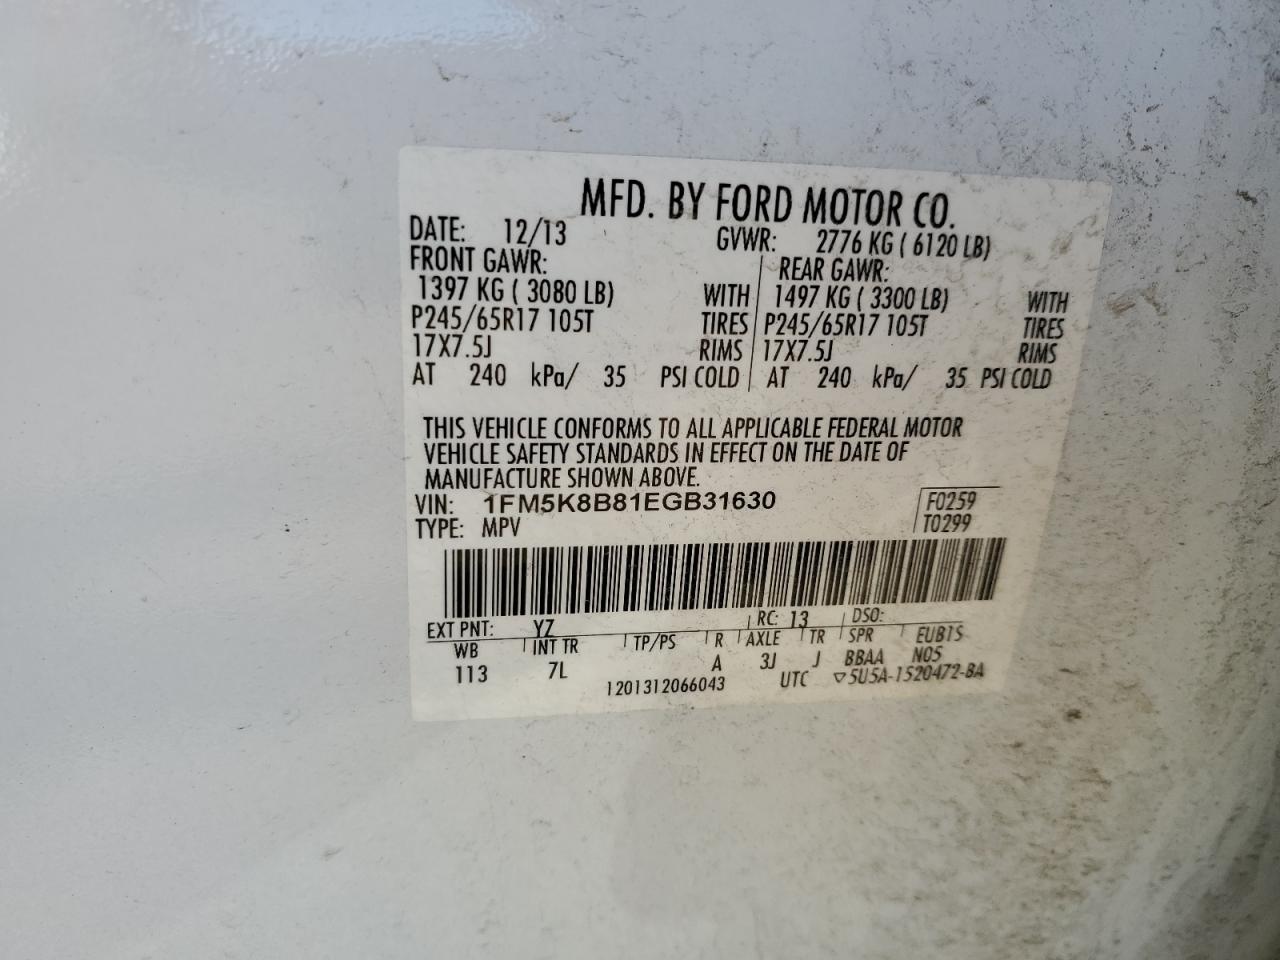 MFD. BY FORD MOTOR CO.
DATE: 12/13 GVWR: 2776 KG ( 6120 LB)
FRONT GAWR: REAR GAWR:
1397 KG ( 3080 LB) WITH 1497 KG ( 3300 LB) WITH
P245/65R17 105T TIRES P245/65R17 105T TIRES
17X7.5J RIMS 17X7.5J RIMS
AT 240 kPa/ 35 PSI COLD AT 240 kPa/ 35 PSI COLD
THIS VEHICLE CONFORMS TO ALL APPLICABLE FEDERAL MOTOR
VEHICLE SAFETY STANDARDS IN EFFECT ON THE DATE OF
MANUFACTURE SHOWN ABOVE.
VIN: 1FM5K8B81EGB31630 F0259
TYPE: MPV T0299
EXT PNT: YZ RC: 13 DSO:
WB INT TR TP/PS R AXLE TR SPR EUB1S
113 7L A 3J J BBAA N05
1201312066043 UTC ▽5U5A-1520472-BA